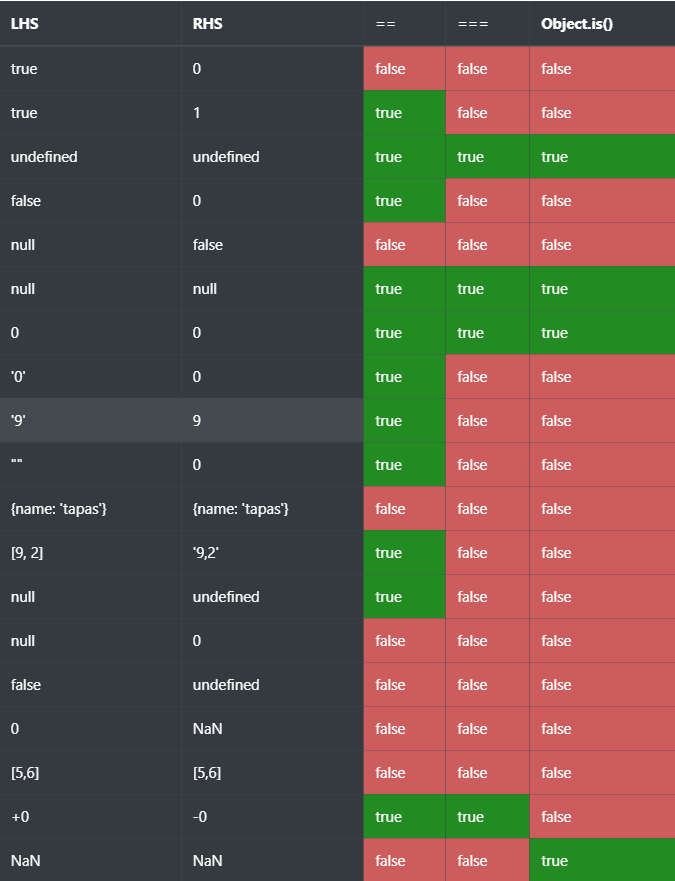 LHS RHS == === Object.is()
true 0 false false false
true 1 true false false
undefined undefined true true true
false 0 true false false
null false false false false
null null true true true
0 0 true true true
'0' 0 true false false
'9' 9 true false false
"" 0 true false false
{name: 'tapas'} {name: 'tapas'} false false false
[9, 2] '9,2' true false false
null undefined true false false
null 0 false false false
false undefined false false false
0 NaN false false false
[5,6] [5,6] false false false
+0 -0 true true false
NaN NaN false false true